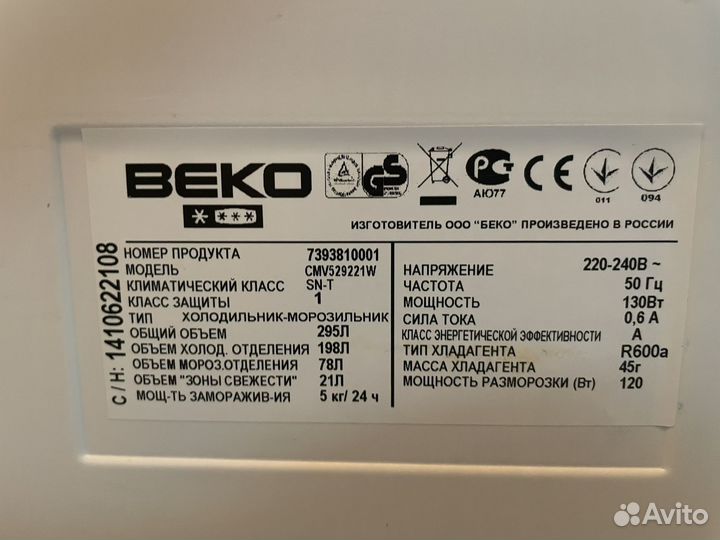 BEKO
АЮ77
011
094
ИЗГОТОВИТЕЛЬ ООО "БЕКО" ПРОИЗВЕДЕНО В РОССИИ
С / Н: 1410622108
НОМЕР ПРОДУКТА 7393810001
МОДЕЛЬ CMV529221W
КЛИМАТИЧЕСКИЙ КЛАСС SN-T
КЛАСС ЗАЩИТЫ 1
ТИП ХОЛОДИЛЬНИК-МОРОЗИЛЬНИК
ОБЩИЙ ОБЪЕМ 295Л
ОБЪЕМ ХОЛОД. ОТДЕЛЕНИЯ 198Л
ОБЪЕМ МОРОЗ.ОТДЕЛЕНИЯ 78Л
ОБЪЕМ "ЗОНЫ СВЕЖЕСТИ" 21Л
МОЩ-ТЬ ЗАМОРАЖИВ-ИЯ 5 кг/ 24 ч
НАПРЯЖЕНИЕ 220-240В ~
ЧАСТОТА 50 Гц
МОЩНОСТЬ 130Вт
СИЛА ТОКА 0,6 А
КЛАСС ЭНЕРГЕТИЧЕСКОЙ ЭФФЕКТИВНОСТИ А
ТИП ХЛАДАГЕНТА R600a
МАССА ХЛАДАГЕНТА 45г
МОЩНОСТЬ РАЗМОРОЗКИ (Вт) 120
Avito